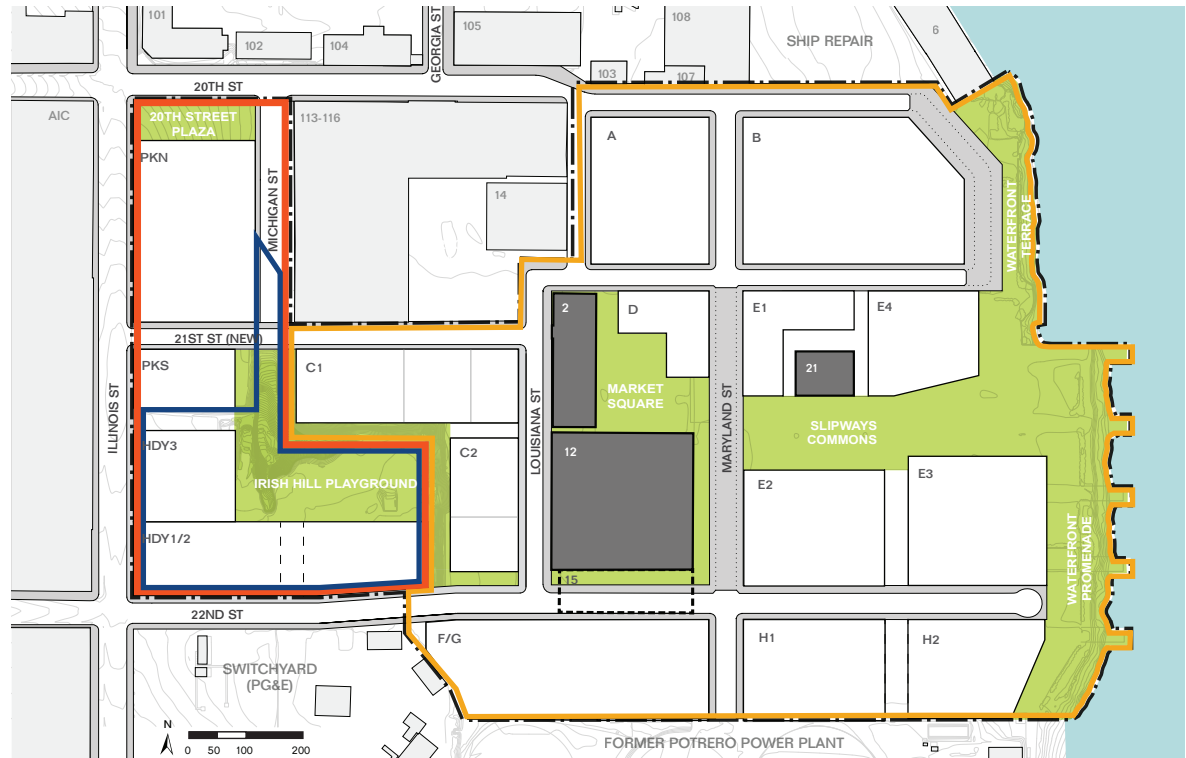 101
102
104
GEORGIA ST
105
108
SHIP REPAIR
6
103
107
20TH ST
AIC
20TH STREET
PLAZA
113-116
PKN
MICHIGAN ST
14
A
B
WATERFRONT
TERRACE
21ST ST (NEW)
PKS
C1
2
D
E1
E4
21
MARKET
SQUARE
ILLINOIS ST
LOUISIANA ST
MARYLAND ST
SLIPWAYS
COMMONS
HDY3
C2
12
IRISH HILL PLAYGROUND
E2
E3
HDY1/2
WATERFRONT
PROMENADE
15
22ND ST
F/G
H1
H2
SWITCHYARD
(PG&E)
N
0 50 100 200
FORMER POTRERO POWER PLANT